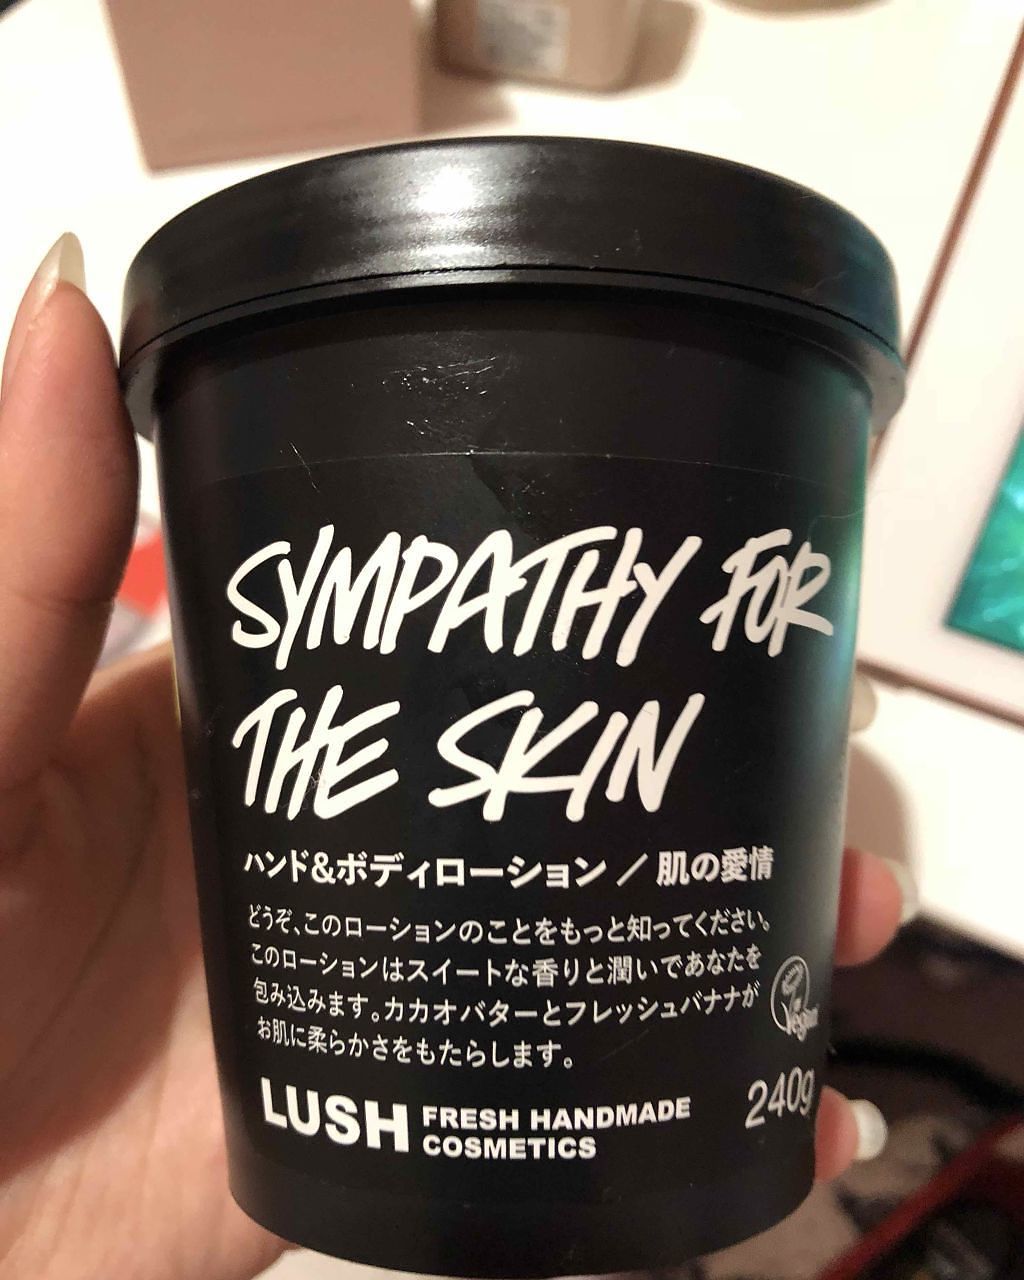 SYMPATHY FOR
THE SKIN
ハンド&ボディローション / 肌の愛情
どうぞ、このローションのことをもっと知ってください。
このローションはスイートな香りと潤いであなたを
包み込みます。カカオバターとフレッシュバナナが
お肌に柔らかさをもたらします。
Vegan
240g
LUSH FRESH HANDMADE
COSMETICS